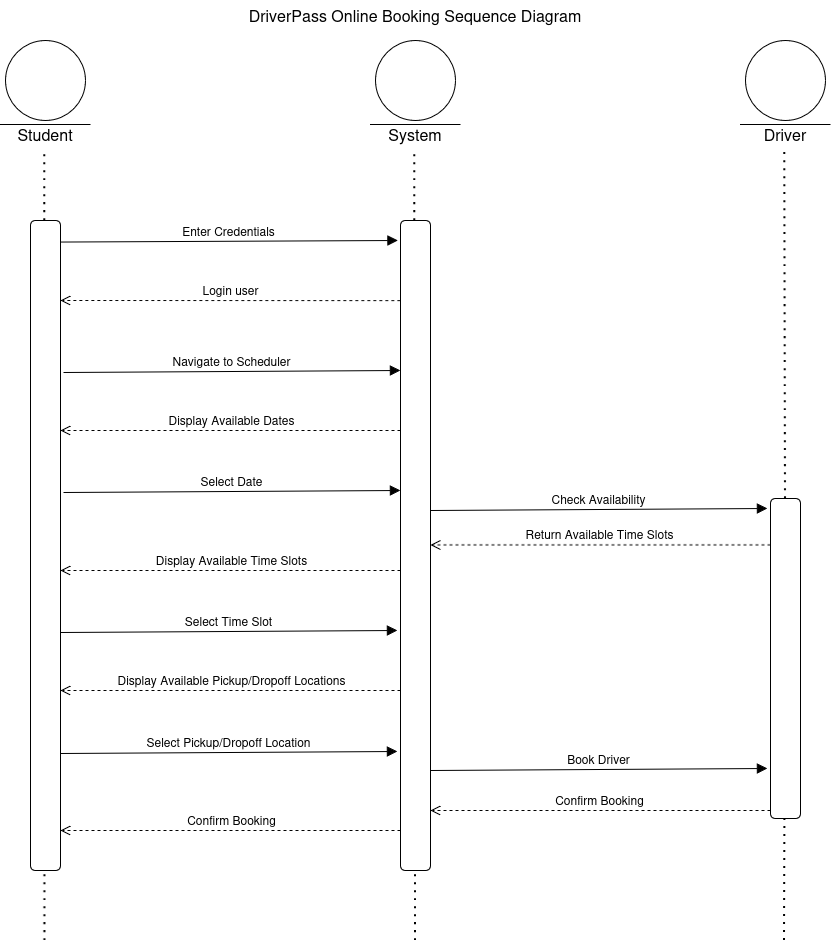 DriverPass Online Booking Sequence Diagram
Student
System
Driver
Enter Credentials
Login user
Navigate to Scheduler
Display Available Dates
Select Date
Check Availability
Return Available Time Slots
Display Available Time Slots
Select Time Slot
Display Available Pickup/Dropoff Locations
Select Pickup/Dropoff Location
Book Driver
Confirm Booking
Confirm Booking